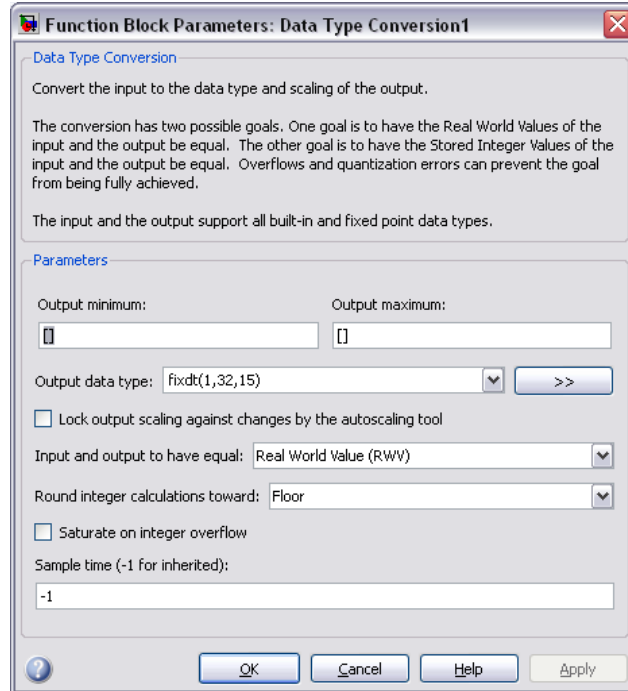 Function Block Parameters: Data Type Conversion1
Data Type Conversion
Convert the input to the data type and scaling of the output.
The conversion has two possible goals. One goal is to have the Real World Values of the
input and the output be equal.  The other goal is to have the Stored Integer Values of the
input and the output be equal.  Overflows and quantization errors can prevent the goal
from being fully achieved.
The input and the output support all built-in and fixed point data types.
Parameters
Output minimum:
Output maximum:
[]
[]
Output data type: fixdt(1,32,15) >>
Lock output scaling against changes by the autoscaling tool
Input and output to have equal: Real World Value (RWV)
Round integer calculations toward: Floor
Saturate on integer overflow
Sample time (-1 for inherited):
-1
? OK Cancel Help Apply